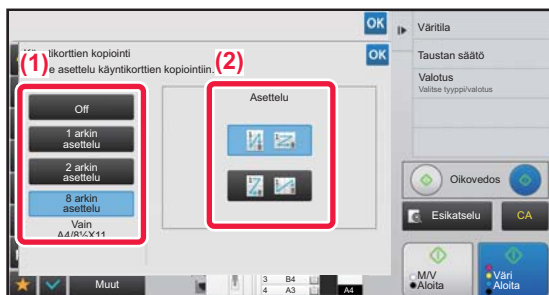 OK
Väritila
tikorttien kopiointi
OK
Taustan säätö
(1)
(2)
e asettelu käyntikorttien kopiointiin.
Valotus
Valitse tyyppi/valotus
Off
Asettelu
1 arkin
asettelu
2 arkin
asettelu
8 arkin
asettelu
Vain
A4/8½X11
Oikovedos
Esikatselu
CA
M/V
Aloita
Väri
Aloita
Muut
3 B4
4 A3
A4